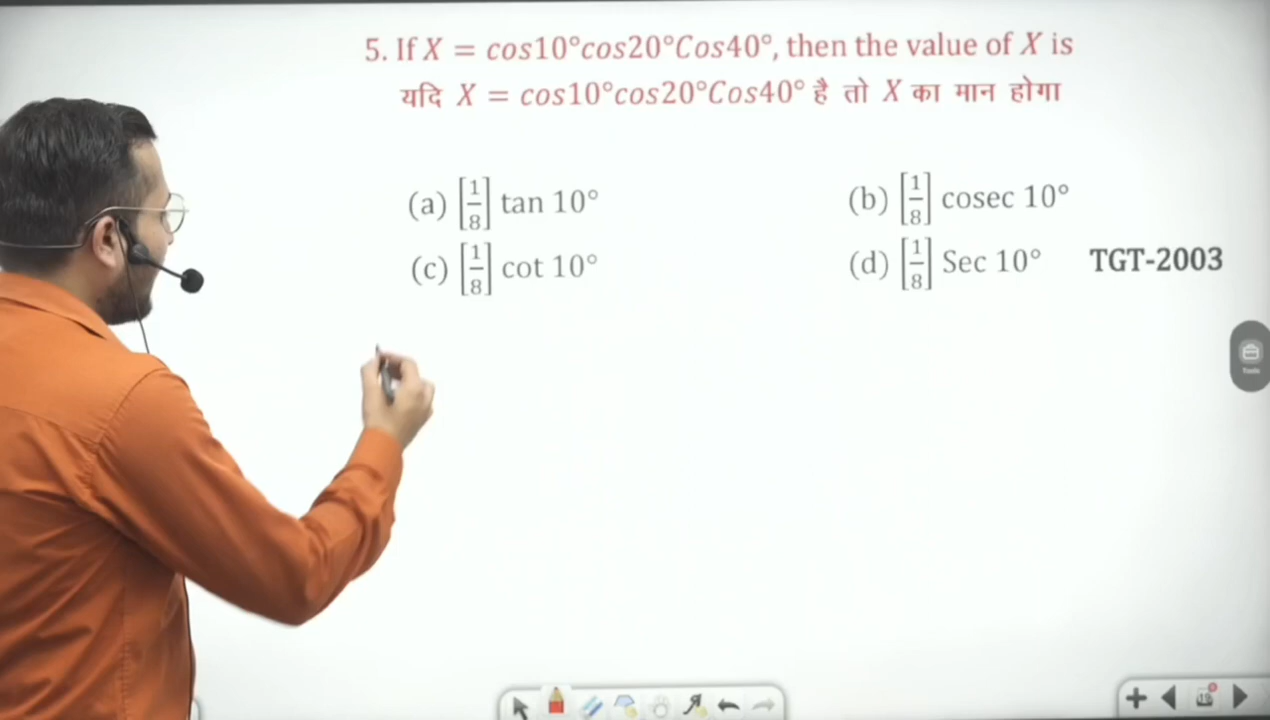 5. If X = cos10°cos20°Cos40°, then the value of X is
यदि X = cos10°cos20°Cos40° है तो X का मान होगा
(a) [1/8] tan 10° (b) [1/8] cosec 10°
(c) [1/8] cot 10° (d) [1/8] Sec 10° TGT-2003
Tools